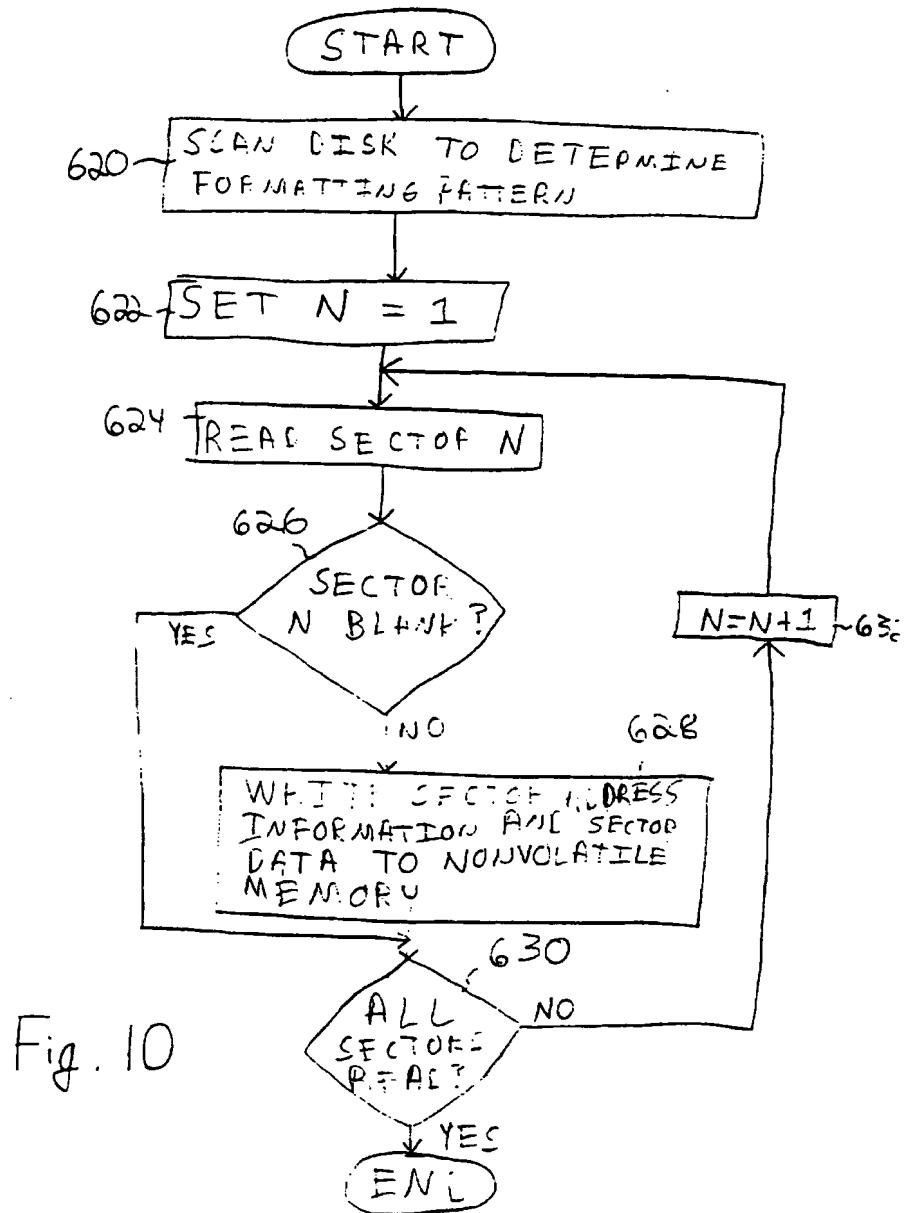 START
620
SCAN DISK TO DETERMINE
FORMATTING PATTERN
622
SET N = 1
624
READ SECTOR N
626
SECTOR
N BLANK?
YES
NO
N=N+1
628
WRITE SECTOR ADDRESS
INFORMATION AND SECTOR
DATA TO NONVOLATILE
MEMORY
630
ALL
SECTORS
READ?
NO
YES
END
Fig. 10